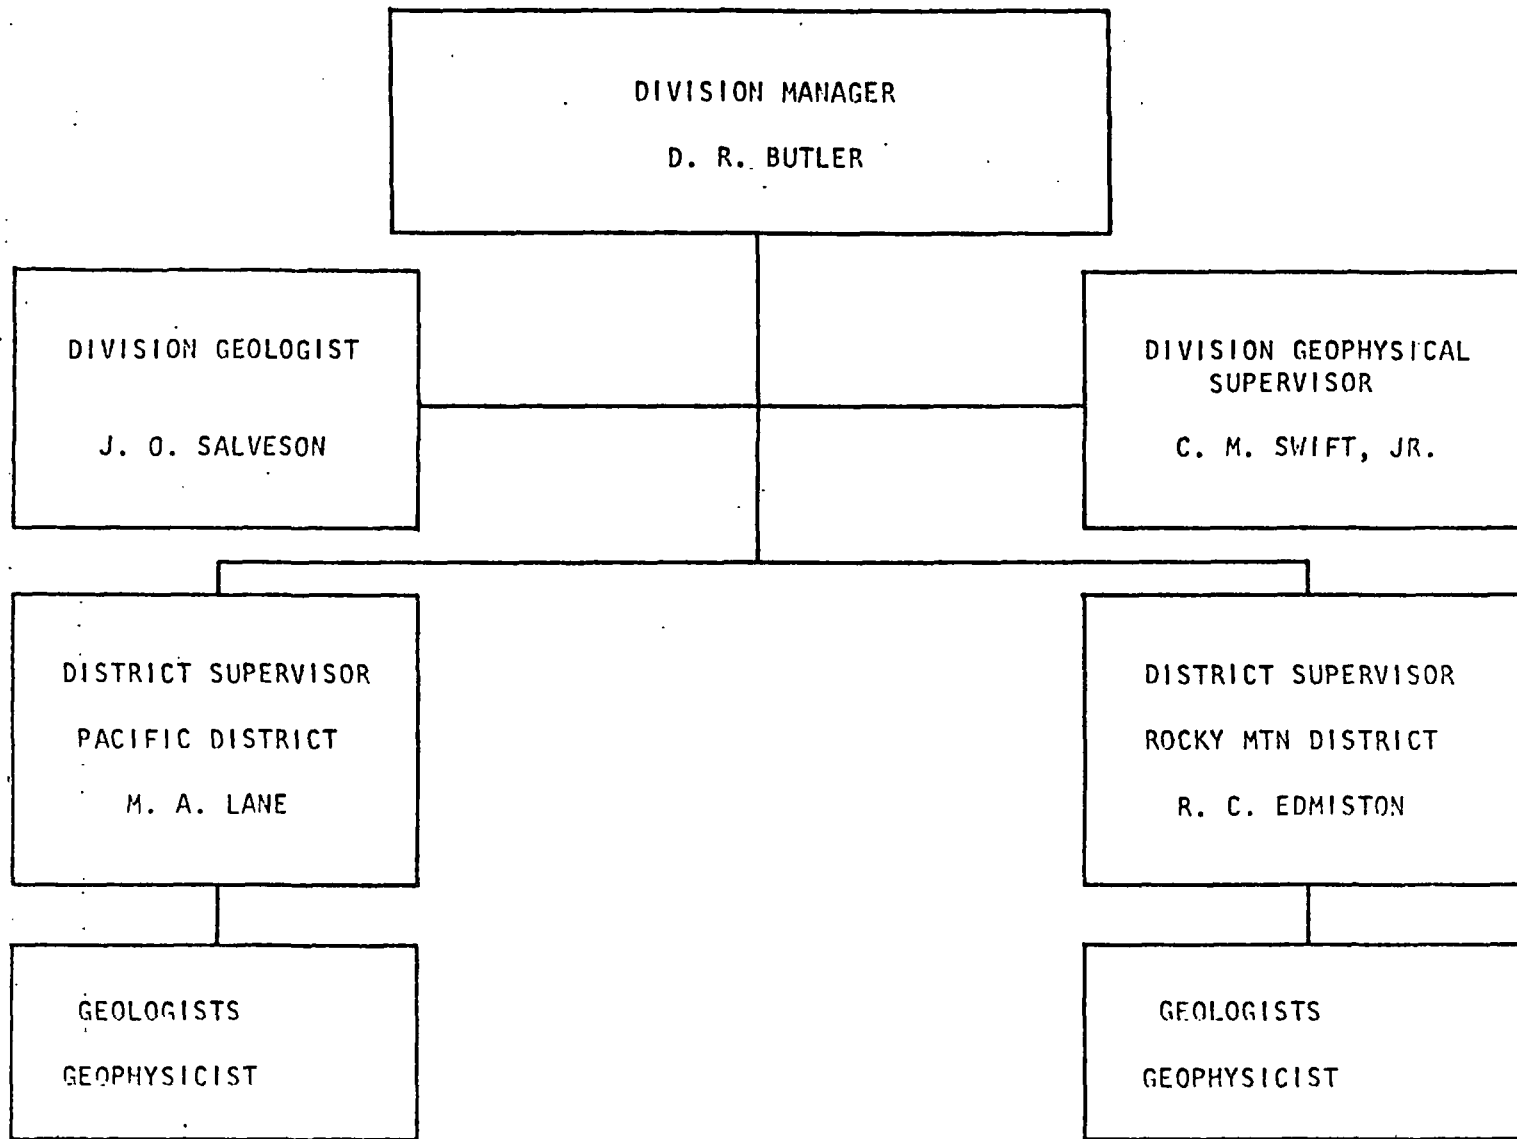 DIVISION MANAGER
D. R. BUTLER
DIVISION GEOLOGIST
J. O. SALVESON
DIVISION GEOPHYSICAL
SUPERVISOR
C. M. SWIFT, JR.
DISTRICT SUPERVISOR
PACIFIC DISTRICT
M. A. LANE
DISTRICT SUPERVISOR
ROCKY MTN DISTRICT
R. C. EDMISTON
GEOLOGISTS
GEOPHYSICIST
GEOLOGISTS
GEOPHYSICIST